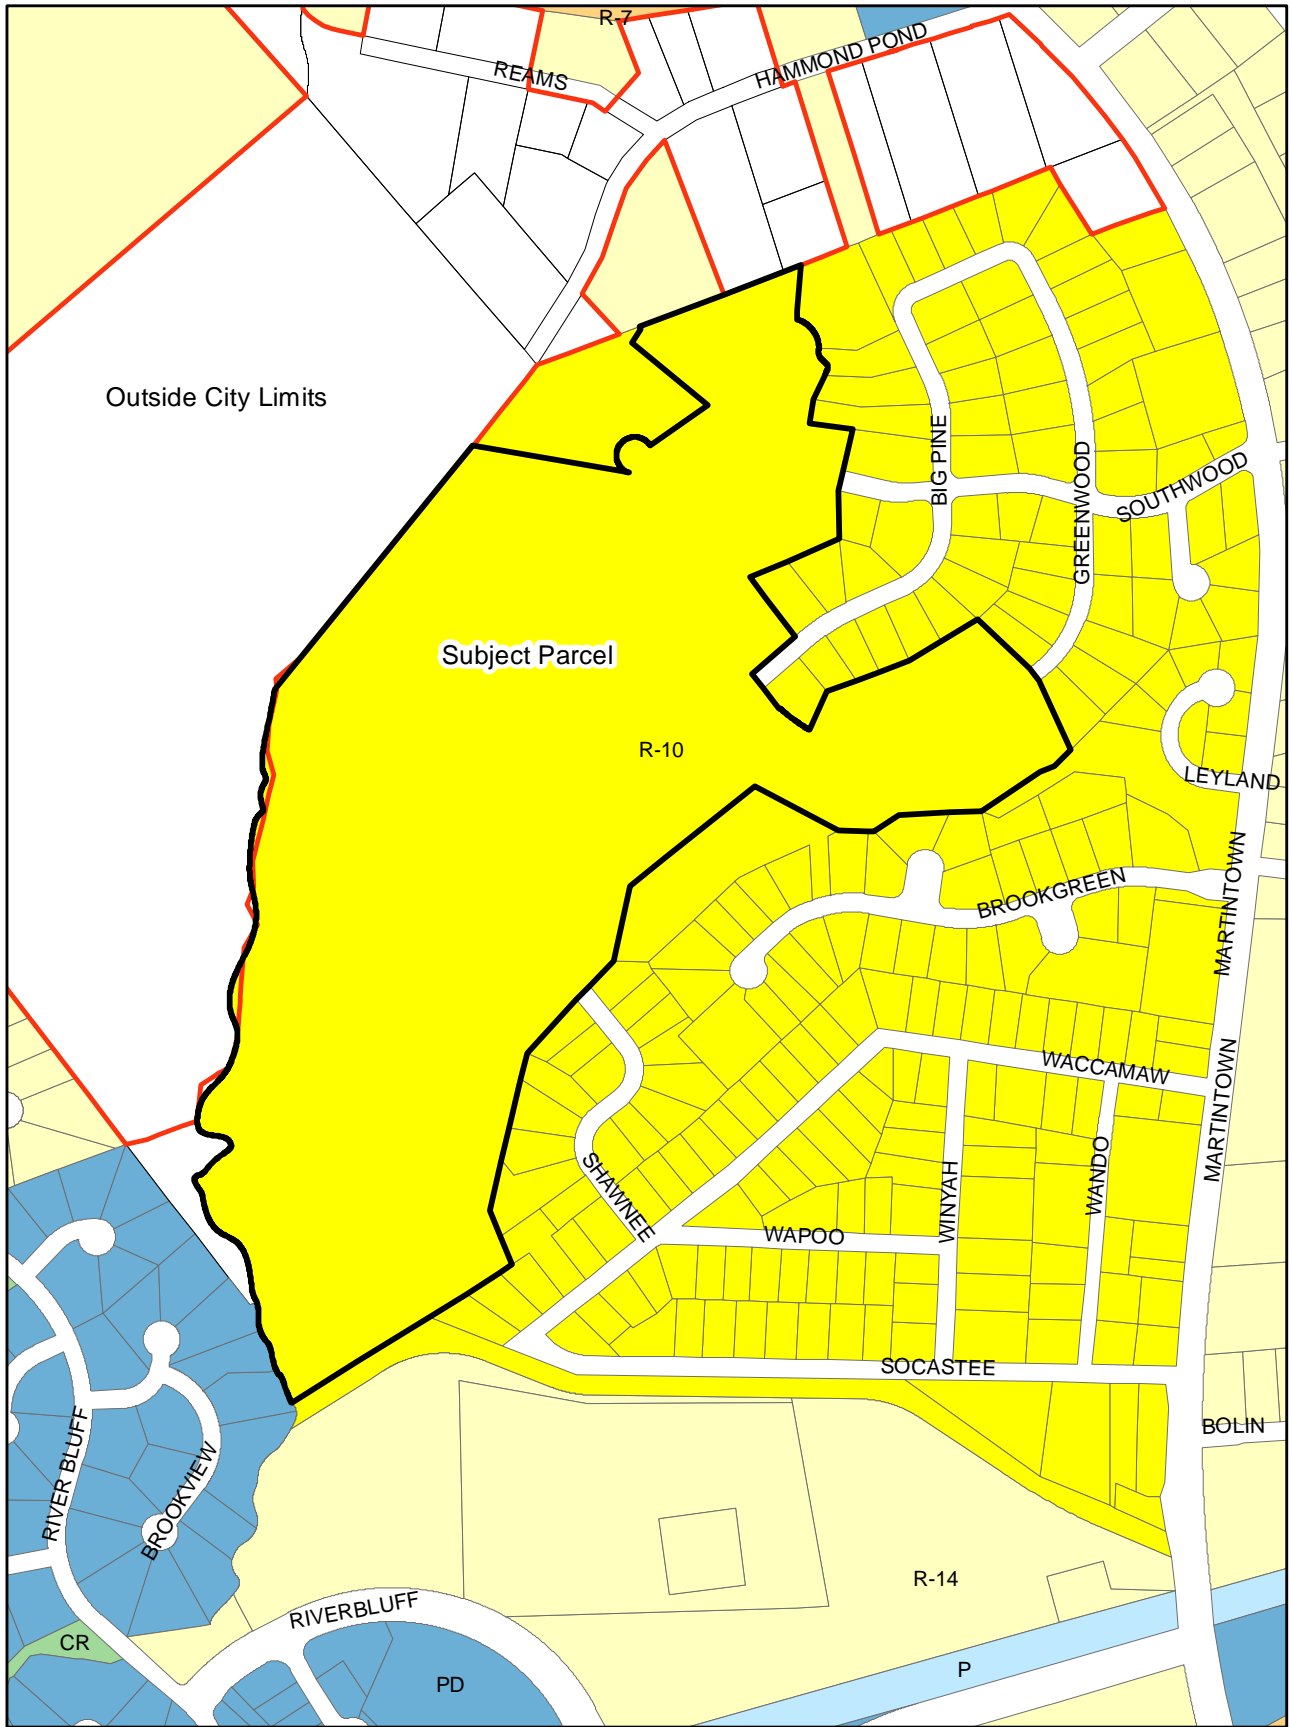 R-7
HAMMOND POND
REAMS
Outside City Limits
BIG PINE
GREENWOOD
SOUTHWOOD
Subject Parcel
R-10
LEYLAND
MARTINTOWN
BROOKGREEN
WACCAMAW
MARTINTOWN
SHAWNEE
WINYAH
WANDO
WAPOO
SOCASTEE
BOLIN
RIVER BLUFF
BROOKVIEW
R-14
RIVERBLUFF
CR
P
PD